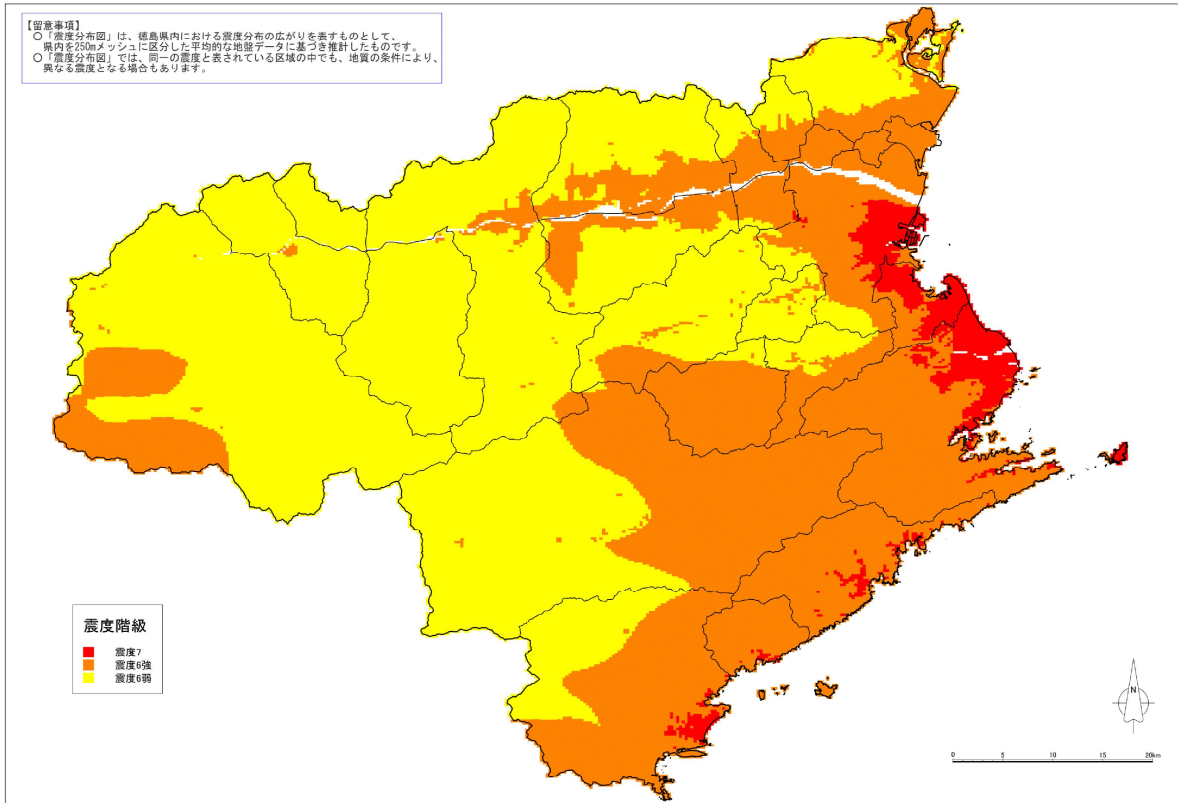 【留意事項】
○「震度分布図」は、徳島県内における震度分布の広がりを表すものとして、
県内を250mメッシュに区分した平均的な地盤データに基づき推計したものです。
○「震度分布図」では、同一の震度と表されている区域の中でも、地質の条件により、
異なる震度となる場合もあります。
震度階級
震度7
震度6強
震度6弱
N
0 5 10 15 20km